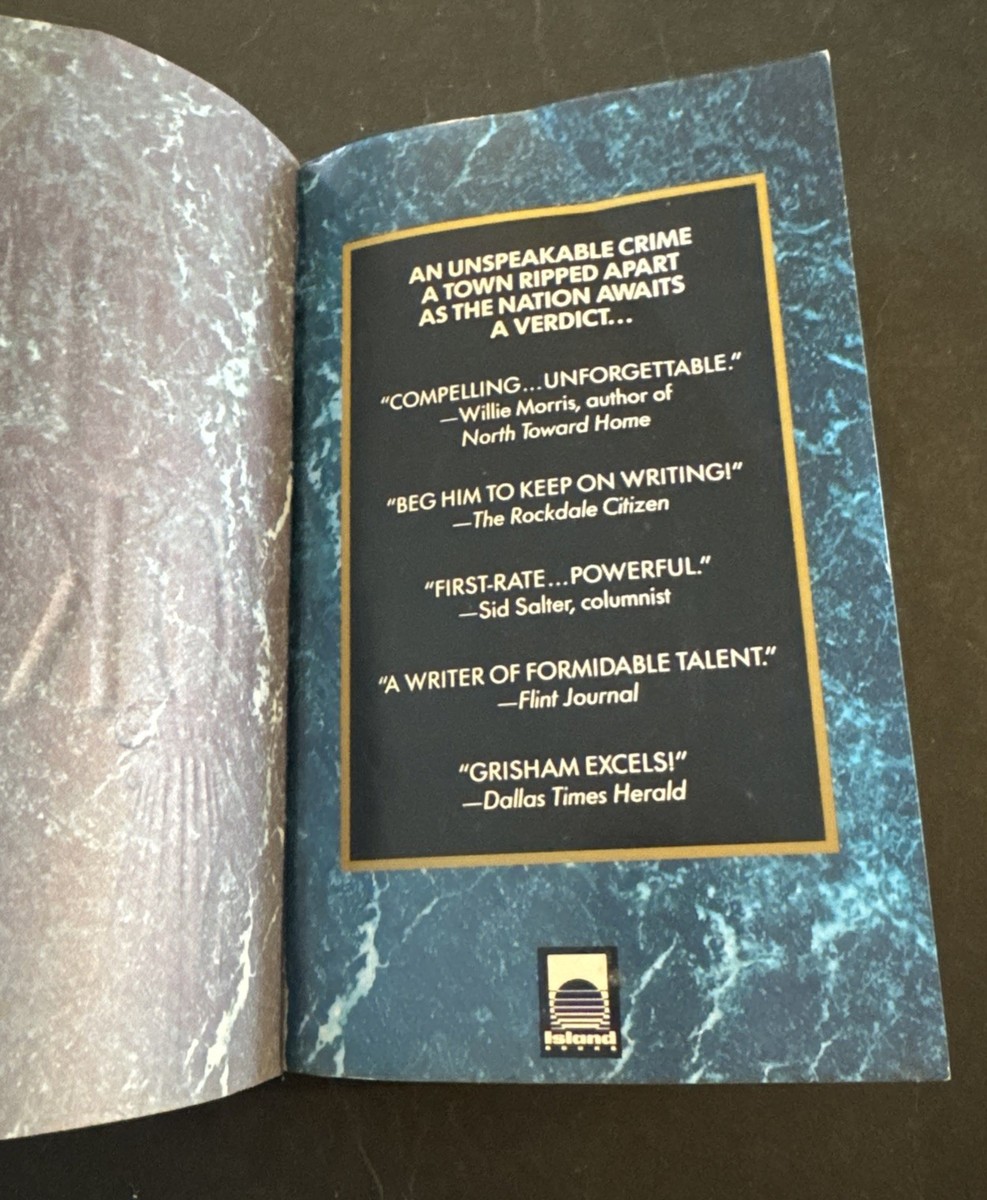 AN UNSPEAKABLE CRIME
A TOWN RIPPED APART
AS THE NATION AWAITS
A VERDICT...
“COMPELLING...UNFORGETTABLE.”
—Willie Morris, author of
North Toward Home
“BEG HIM TO KEEP ON WRITING!”
—The Rockdale Citizen
“FIRST-RATE...POWERFUL.”
—Sid Salter, columnist
“A WRITER OF FORMIDABLE TALENT.”
—Flint Journal
“GRISHAM EXCELS!”
—Dallas Times Herald
Island
BOOKS